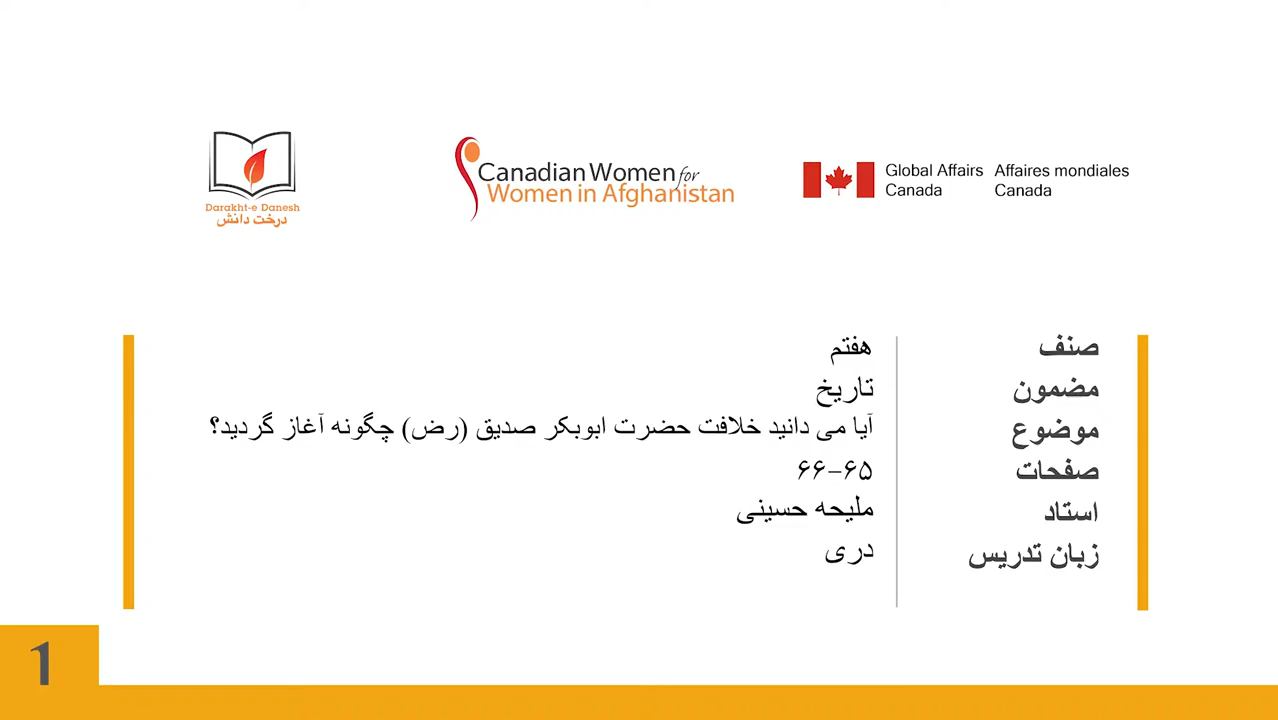 Darakht-e Danesh
درخت دانش
Canadian Women for
Women in Afghanistan
Global Affairs Canada
Affaires mondiales Canada
صنف هفتم
مضمون تاریخ
موضوع آیا می دانید خلافت حضرت ابوبکر صدیق (رض) چگونه آغاز گردید؟
صفحات ۶۵-۶۶
استاد ملیحه حسینی
زبان تدریس دری
1